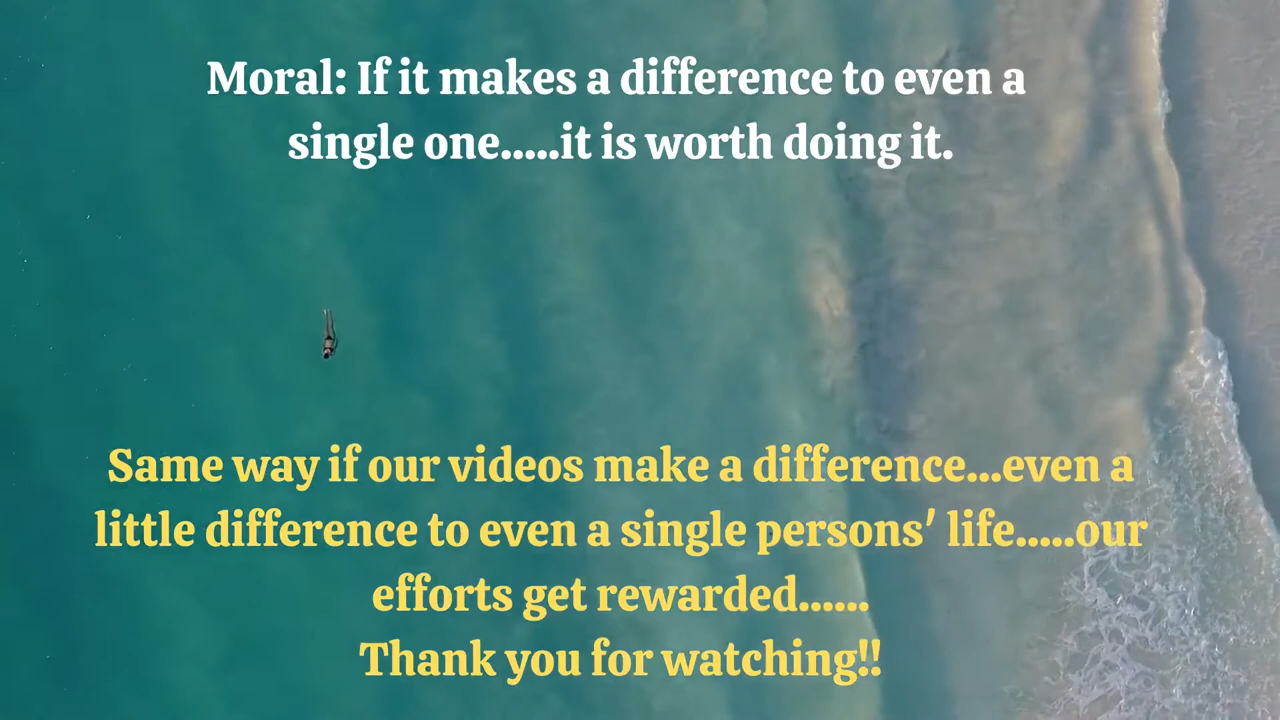 Moral: If it makes a difference to even a
single one.....it is worth doing it.
Same way if our videos make a difference...even a
little difference to even a single persons' life.....our
efforts get rewarded......
Thank you for watching!!